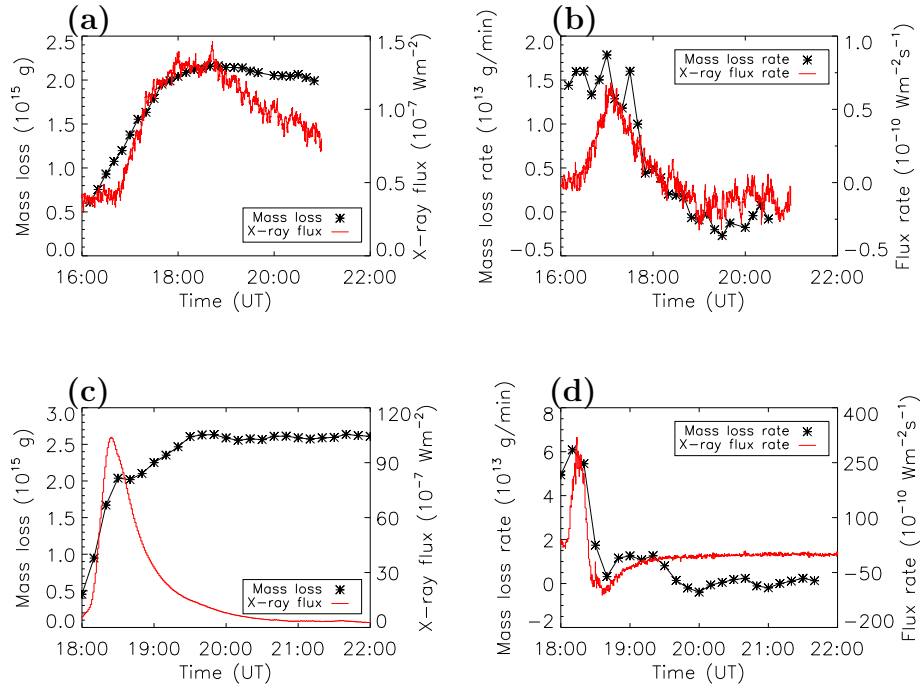 (a)
Mass loss (10¹⁵ g)
2.5
2.0
1.5
1.0
0.5
0.0
X-ray flux (10⁻⁷ Wm⁻²)
1.5
1.0
0.5
0.0
Mass loss
X-ray flux
16:00 18:00 20:00 22:00
Time (UT)
(b)
Mass loss rate (10¹³ g/min)
2.0
1.5
1.0
0.5
0.0
−0.5
Flux rate (10⁻¹⁰ Wm⁻²s⁻¹)
1.0
0.5
0.0
−0.5
Mass loss rate
X-ray flux rate
16:00 18:00 20:00 22:00
Time (UT)
(c)
Mass loss (10¹⁵ g)
3.0
2.5
2.0
1.5
1.0
0.5
0.0
X-ray flux (10⁻⁷ Wm⁻²)
120
90
60
30
0
Mass loss
X-ray flux
18:00 19:00 20:00 21:00 22:00
Time (UT)
(d)
Mass loss rate (10¹³ g/min)
8
6
4
2
0
−2
Flux rate (10⁻¹⁰ Wm⁻²s⁻¹)
400
300
100
−50
−200
Mass loss rate
X-ray flux rate
18:00 19:00 20:00 21:00 22:00
Time (UT)